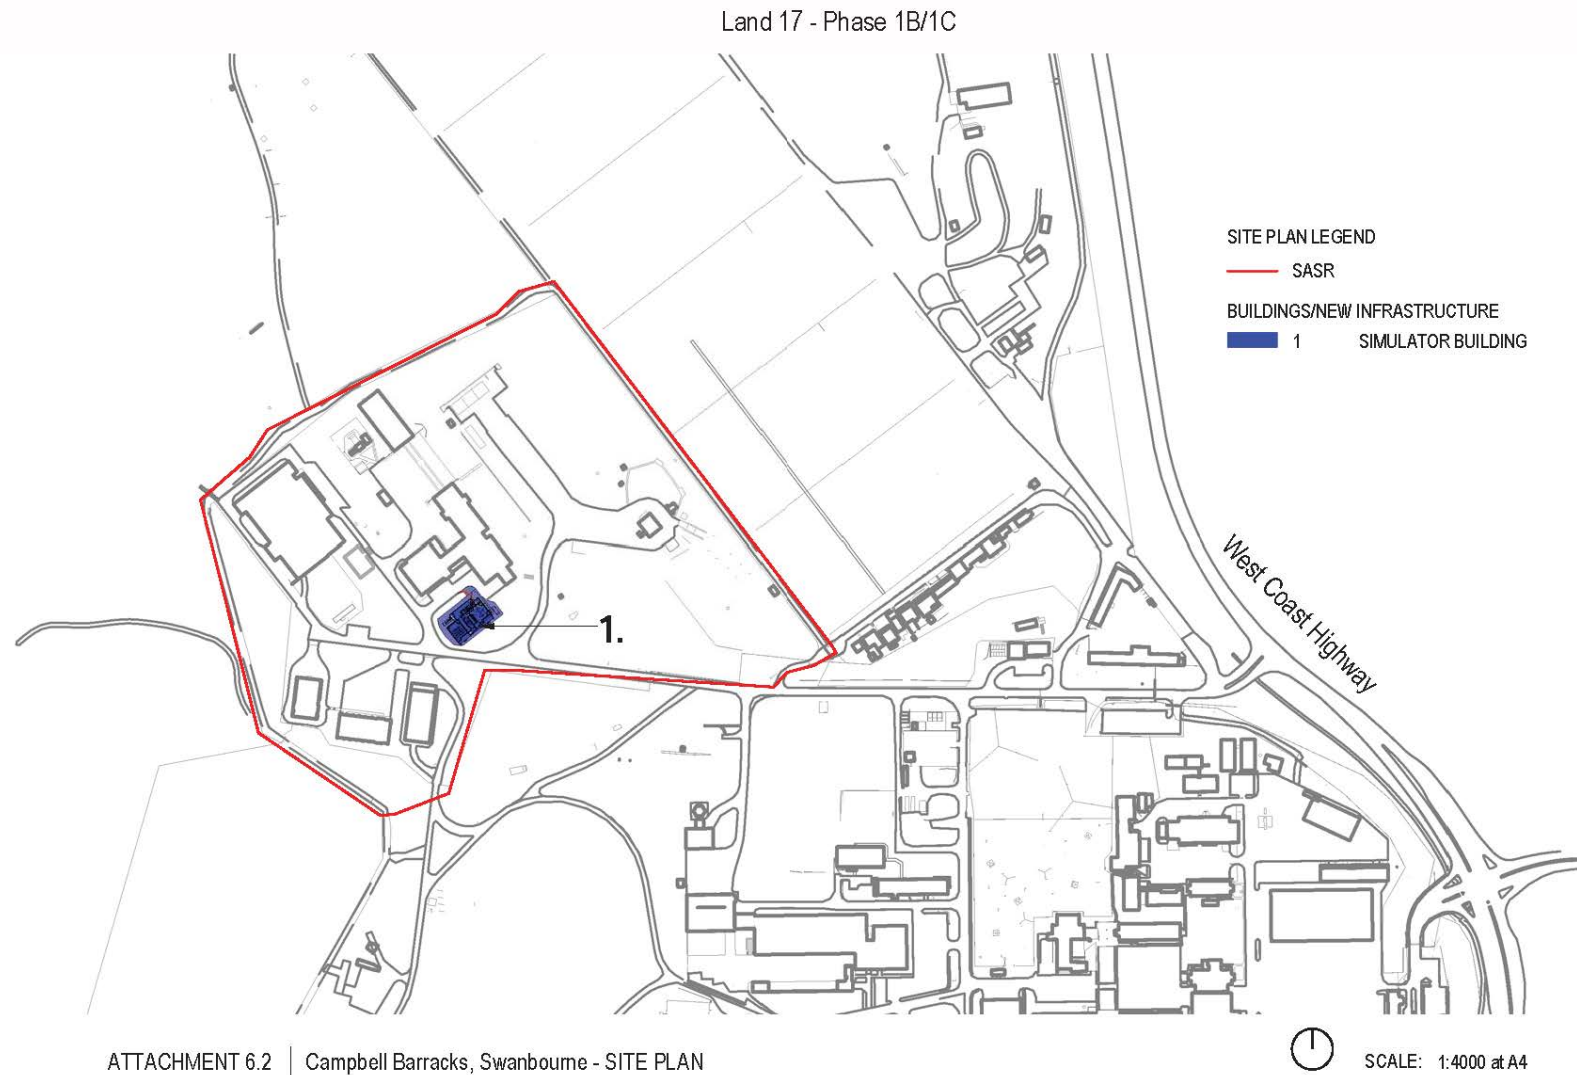 Land 17 - Phase 1B/1C
SITE PLAN LEGEND
SASR
BUILDINGS/NEW INFRASTRUCTURE
1 SIMULATOR BUILDING
West Coast Highway
1.
ATTACHMENT 6.2 | Campbell Barracks, Swanbourne - SITE PLAN
SCALE: 1:4000 at A4